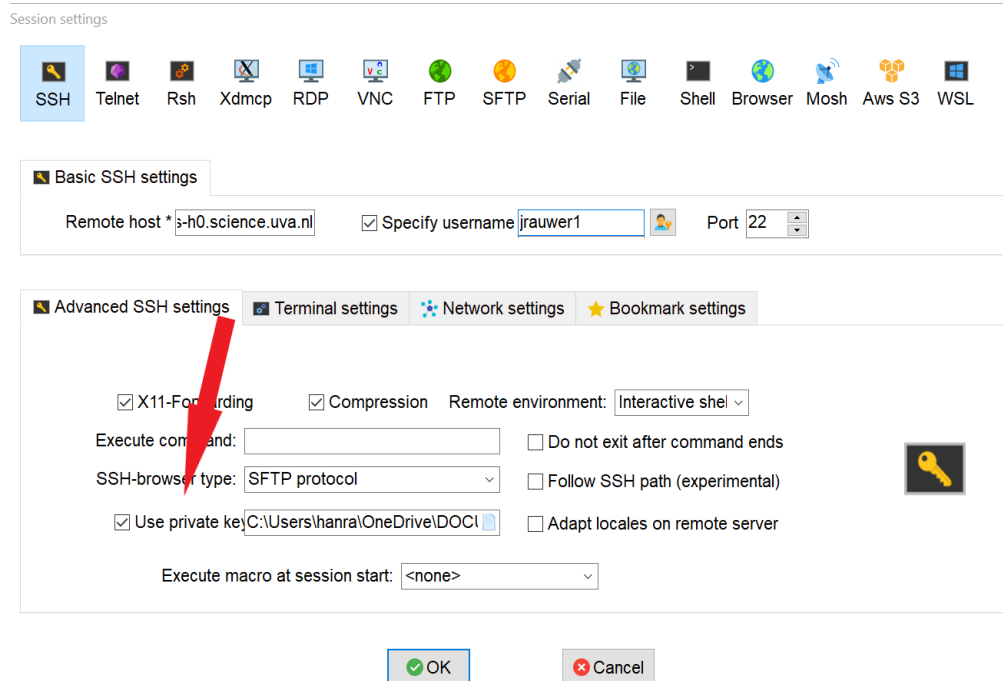 Session settings
SSH Telnet Rsh Xdmcp RDP VNC FTP SFTP Serial File Shell Browser Mosh Aws S3 WSL
Basic SSH settings
Remote host * s-h0.science.uva.nl Specify username jrauwer1 Port 22
Advanced SSH settings Terminal settings Network settings Bookmark settings
X11-Forwarding Compression Remote environment: Interactive shel
Execute command: Do not exit after command ends
SSH-browser type: SFTP protocol Follow SSH path (experimental)
Use private key C:\Users\hanra\OneDrive\DOCU Adapt locales on remote server
Execute macro at session start: <none>
OK Cancel